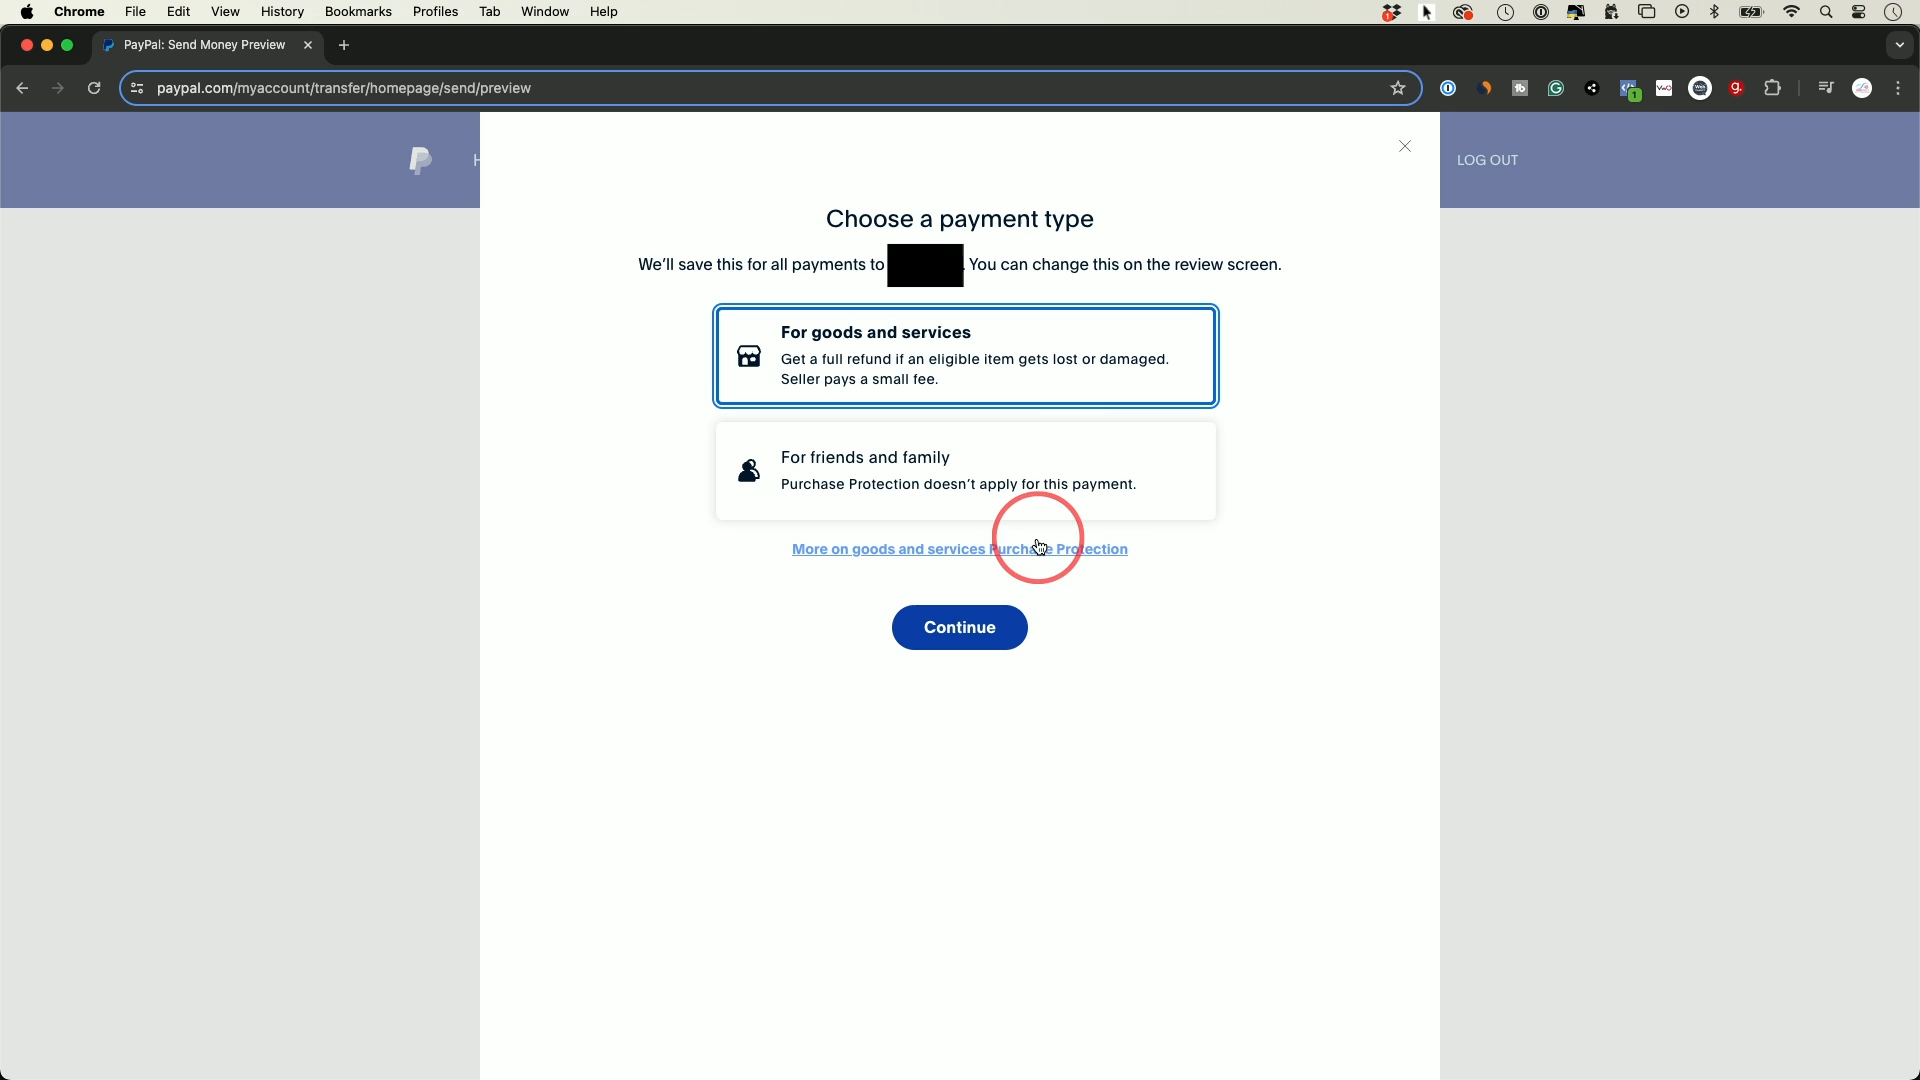 Chrome File Edit View History Bookmarks Profiles Tab Window Help
PayPal: Send Money Preview
paypal.com/myaccount/transfer/homepage/send/preview
LOG OUT
Choose a payment type
We'll save this for all payments to . You can change this on the review screen.
For goods and services
Get a full refund if an eligible item gets lost or damaged.
Seller pays a small fee.
For friends and family
Purchase Protection doesn't apply for this payment.
More on goods and services Purchase Protection
Continue